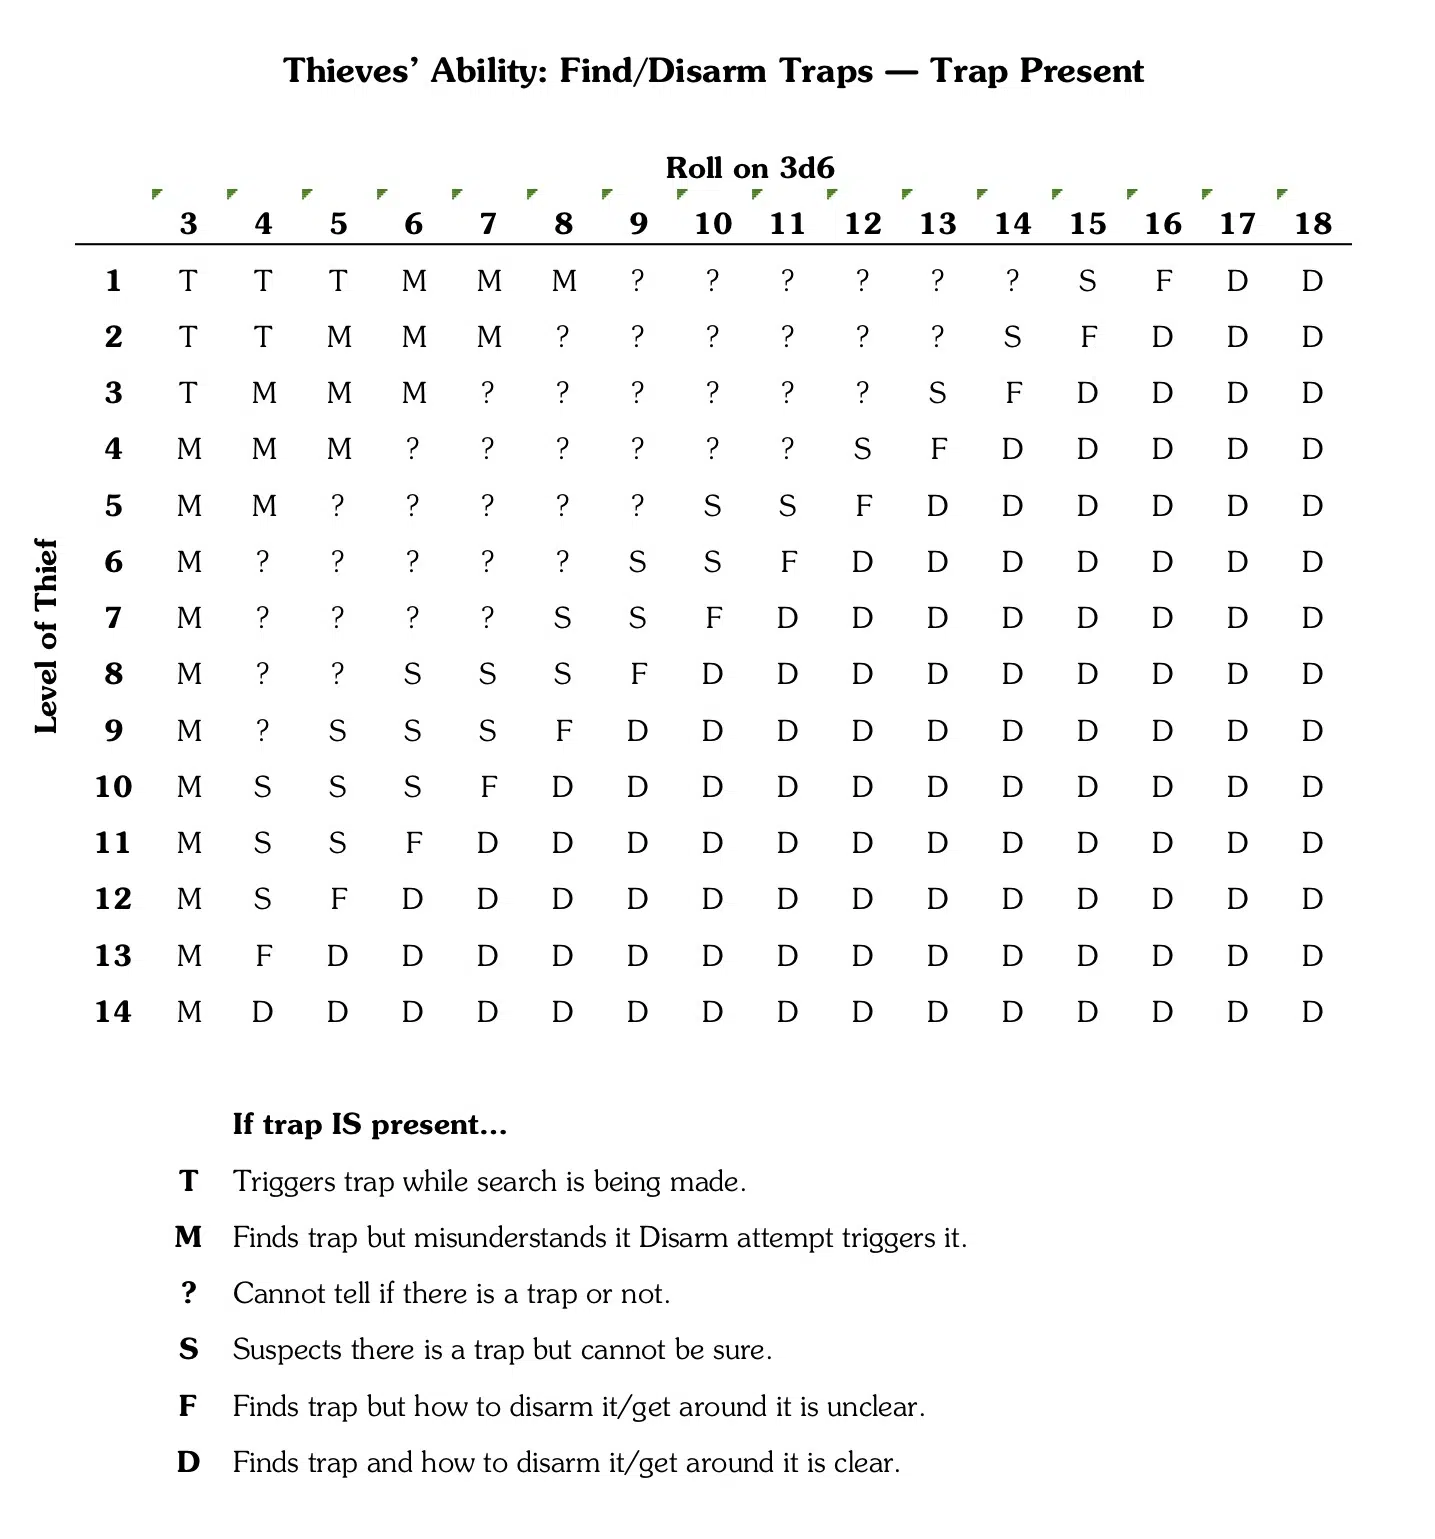 Thieves’ Ability: Find/Disarm Traps — Trap Present
Roll on 3d6
3 4 5 6 7 8 9 10 11 12 13 14 15 16 17 18
Level of Thief
1 T T T M M M ? ? ? ? ? ? S F D D
2 T T M M M ? ? ? ? ? ? S F D D D
3 T M M M ? ? ? ? ? ? S F D D D D
4 M M M ? ? ? ? ? ? S F D D D D D
5 M M ? ? ? ? ? S S F D D D D D D
6 M ? ? ? ? ? S S F D D D D D D D
7 M ? ? ? ? S S F D D D D D D D D
8 M ? ? S S S F D D D D D D D D D
9 M ? S S S F D D D D D D D D D D
10 M S S S F D D D D D D D D D D D
11 M S S F D D D D D D D D D D D D
12 M S F D D D D D D D D D D D D D
13 M F D D D D D D D D D D D D D D
14 M D D D D D D D D D D D D D D D
If trap IS present...
T Triggers trap while search is being made.
M Finds trap but misunderstands it Disarm attempt triggers it.
? Cannot tell if there is a trap or not.
S Suspects there is a trap but cannot be sure.
F Finds trap but how to disarm it/get around it is unclear.
D Finds trap and how to disarm it/get around it is clear.